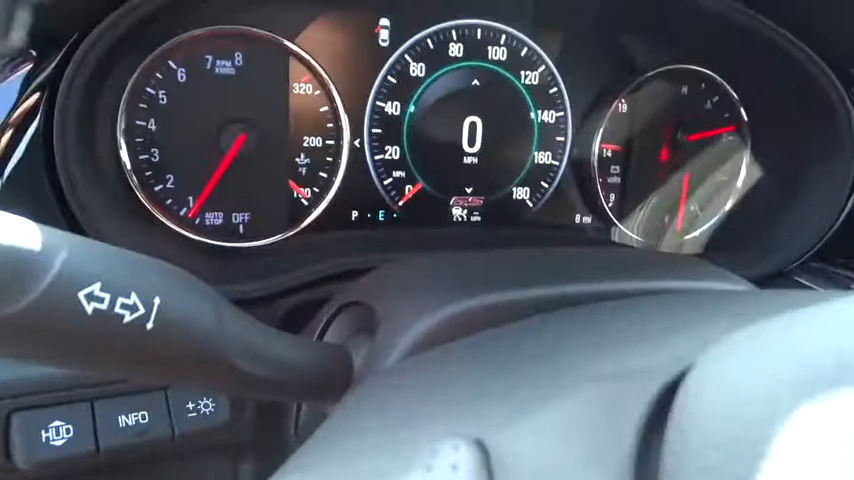 7 RPM 8
X1000
6
5
4
3
2
1
AUTO
STOP
OFF
320
200
°F
60
80
100
120
40
140
20
160
MPH
0
180
0
MPH
GS
P E
8 mi
19
14
volts
9
H
HUD
INFO
+ -